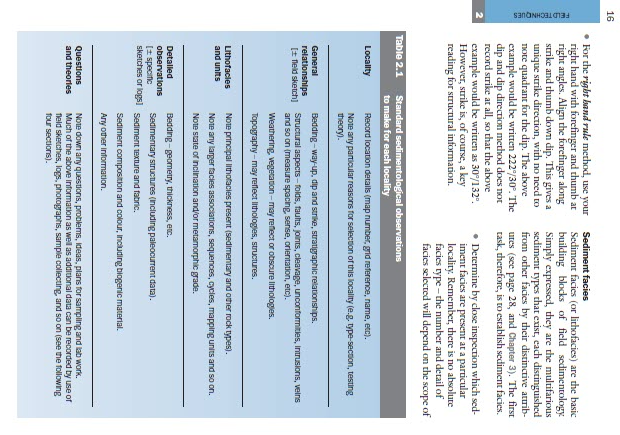 16
FIELD TECHNIQUES
2
• For the right hand rule method, use your
right hand with forefinger and thumb at
right angles. Align the forefinger along
strike and thumb down dip. This gives a
unique strike direction, with no need to
note quadrant for the dip. The above
example would be written 222°/30°. The
dip and dip direction method does not
record strike at all, so that the above
example would be written as 30°/132°.
However, strike is, of course, a key
reading for structural information.
Sediment facies
Sediment facies (or lithofacies) are the basic
building blocks of field sedimentology.
Simply expressed, they are the multifarious
sediment types that exist, each distinguished
from other facies by their distinctive attrib-
utes (see page 28, and Chapter 3). The first
task, therefore, is to establish sediment facies.
• Determine by close inspection which sed-
iment facies are present at a particular
locality. Remember, there is no absolute
facies type – the number and detail of
facies selected will depend on the scope of
Table 2.1 Standard sedimentological observations
to make for each locality
Locality
Record location details (map number, grid reference, name, etc).
Note any particular reasons for selection of this locality (e.g. type-section, testing
theory).
General
relationships
[± field sketch]
Bedding – way-up, dip and strike, stratigraphic relationships.
Structural aspects – folds, faults, joints, cleavage, unconformities, intrusions, veins
and so on (measure spacing, sense, orientation, etc).
Weathering, vegetation – may reflect or obscure lithologies.
Topography – may reflect lithologies, structures.
Lithofacies
and units
Note principal lithofacies present (sedimentary and other rock types).
Note any larger facies associations, sequences, cycles, mapping units and so on.
Note state of induration and/or metamorphic grade.
Detailed
observations
[± specific
skerches or logs]
Bedding – geometry, thickness, etc.
Sedimentary structures (including paleocurrent data).
Sediment texture and fabric.
Sediment composition and colour, including biogenic material.
Any other information.
Questions
and theories
Note down any questions, problems, ideas, plans for sampling and lab work.
Much of the above information as well as additional data can be recorded by use of
field sketches, logs, photographs, sample collecting, and so on (see the following
four sections).